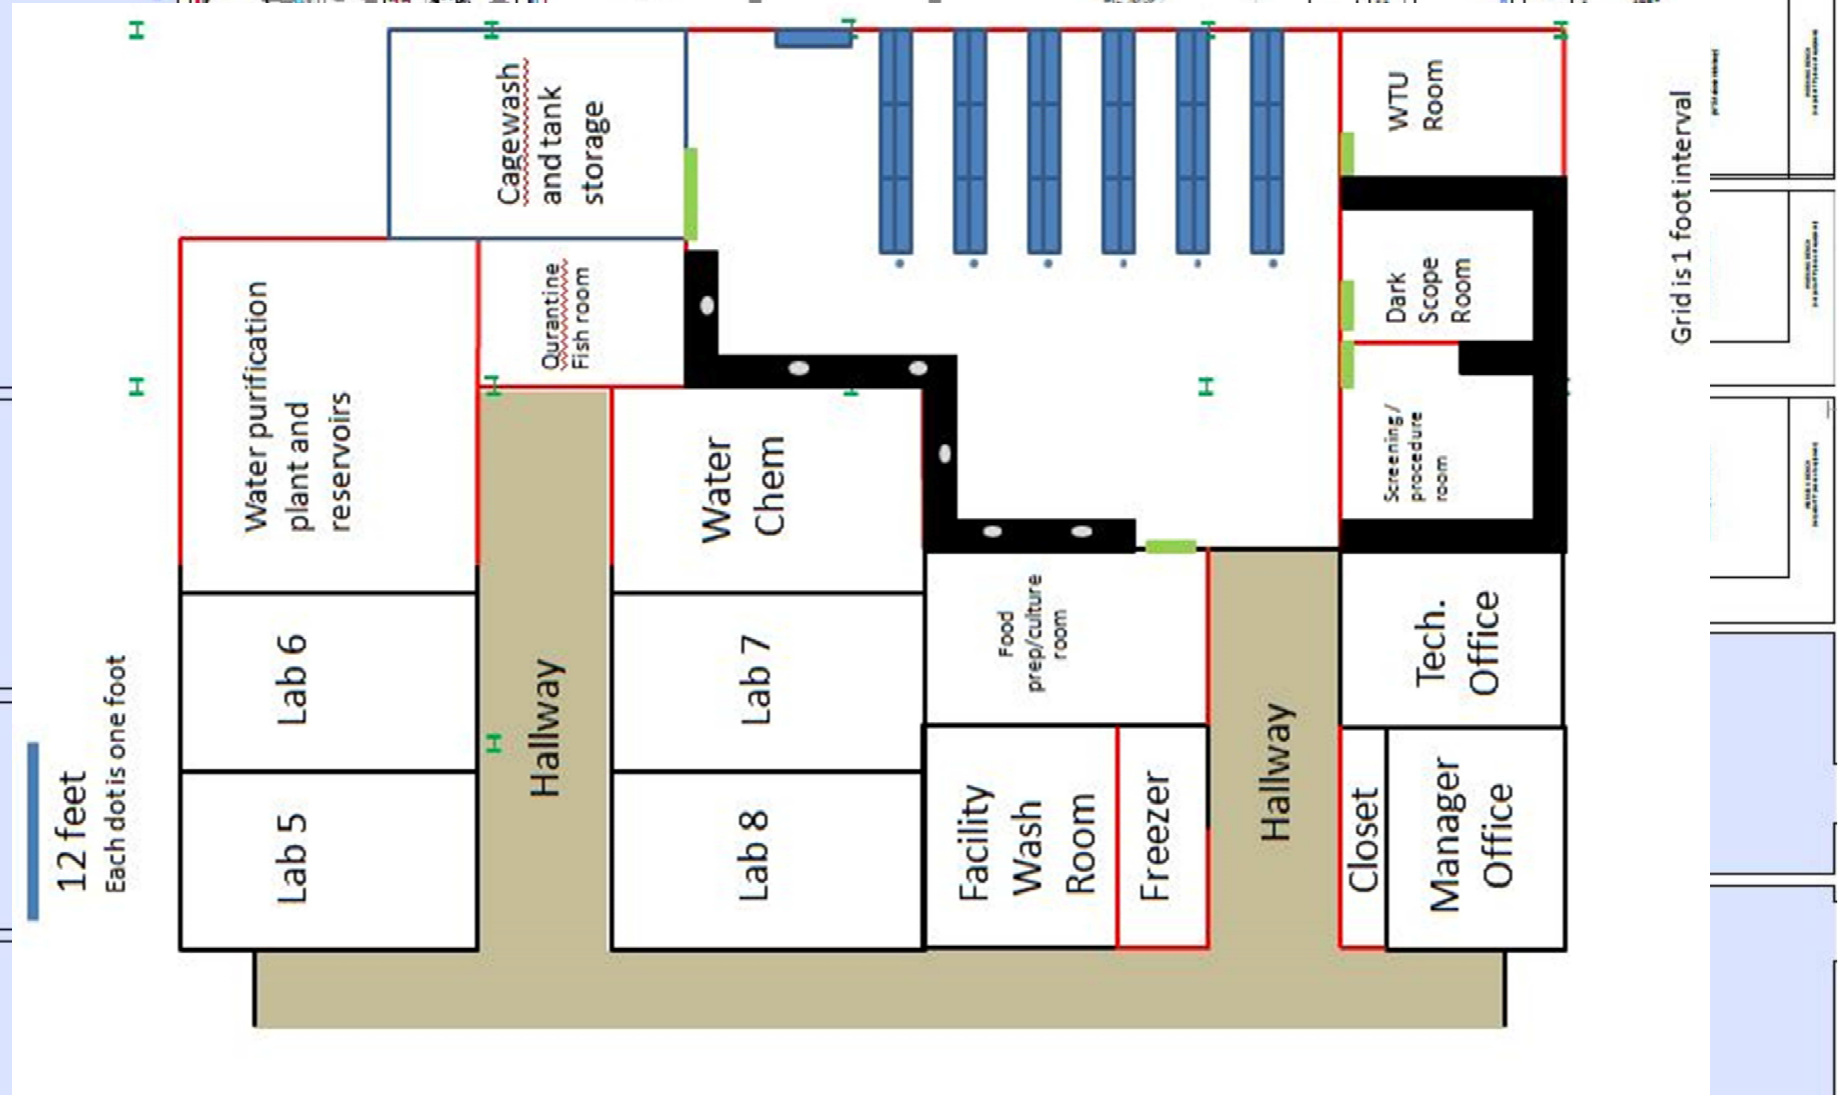 Cagewash
and tank
storage
WTU
Room
Grid is 1 foot interval
Water purification
plant and
reservoirs
Qurantine
Fish room
Dark
Scope
Room
Water
Chem
Screening/
procedure
room
12 feet
Each dot is one foot
Lab 6
Hallway
Lab 7
Food
prep/culture
room
Tech.
Office
Lab 5
Lab 8
Facility
Wash
Room
Freezer
Hallway
Closet
Manager
Office